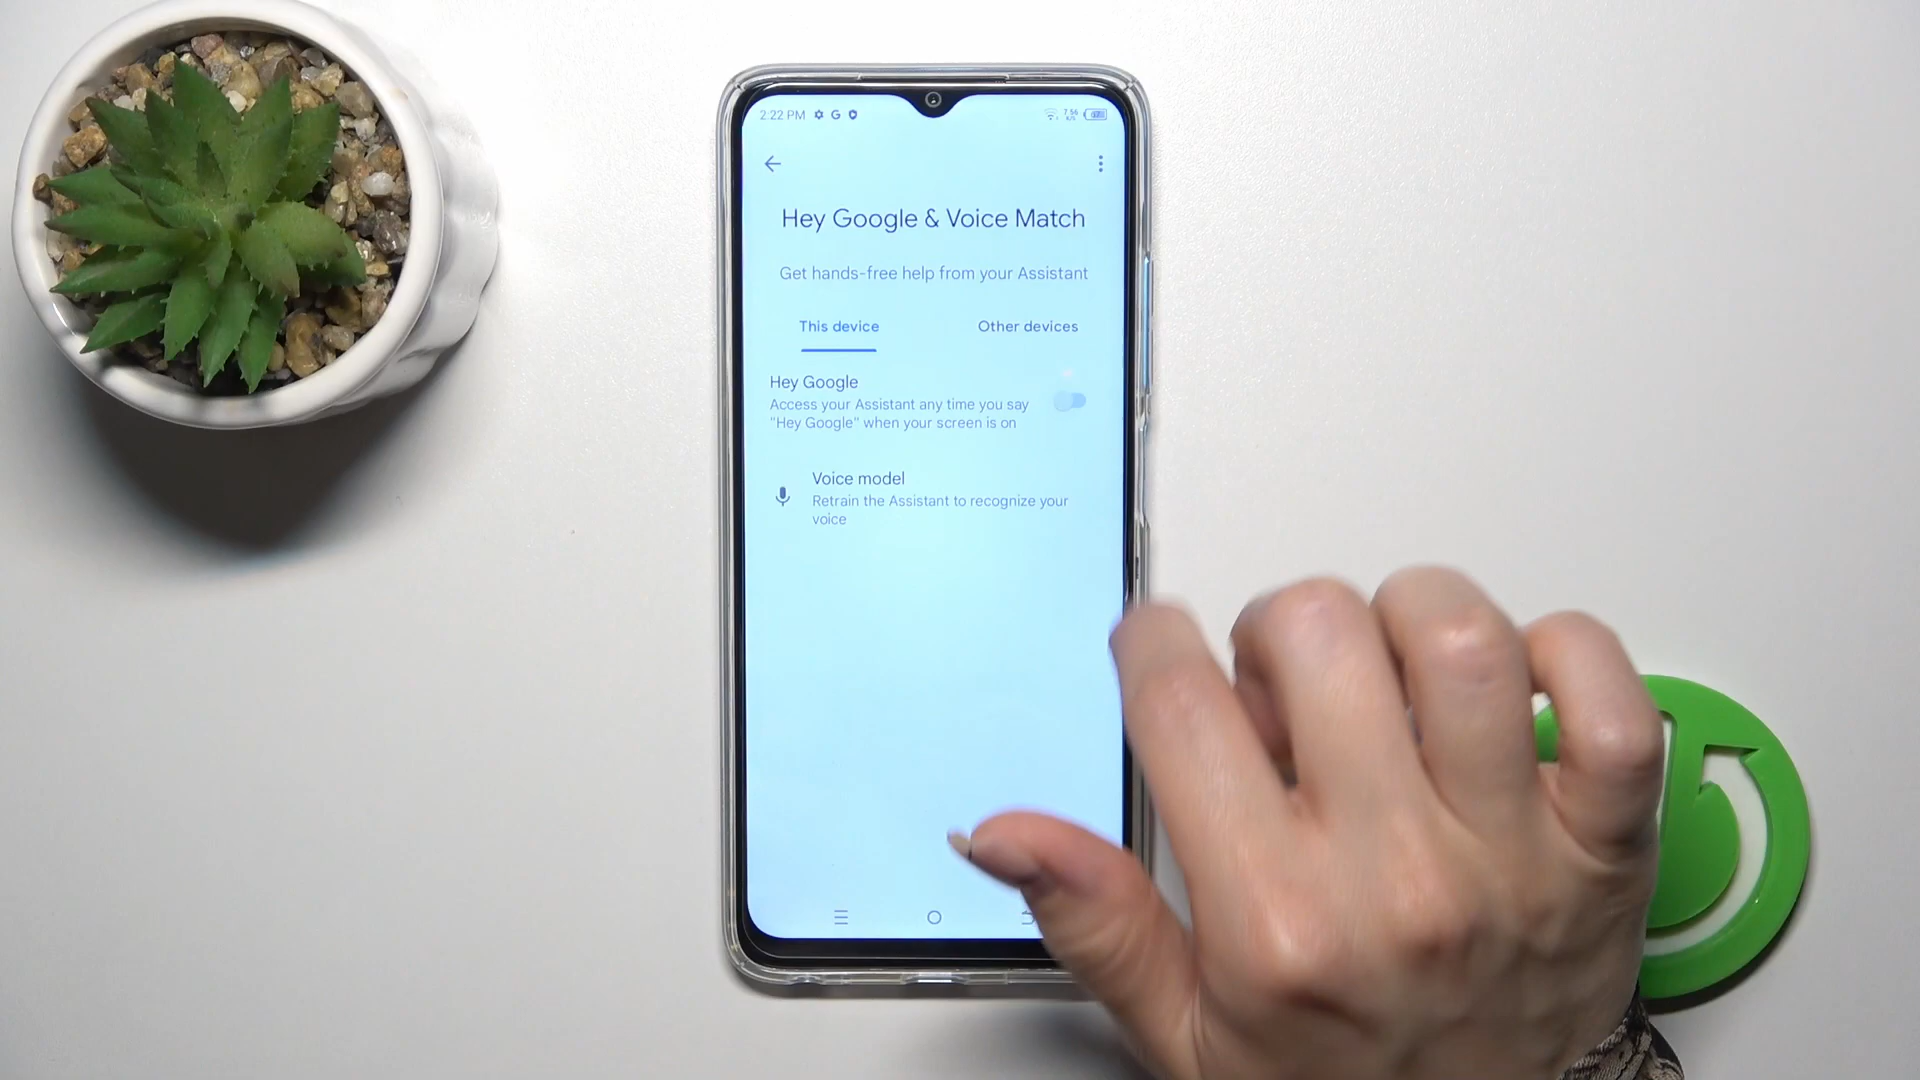 2:22 PM G 7.56
K/S
Hey Google & Voice Match
Get hands-free help from your Assistant
This device Other devices
Hey Google
Access your Assistant any time you say
"Hey Google" when your screen is on
Voice model
Retrain the Assistant to recognize your
voice